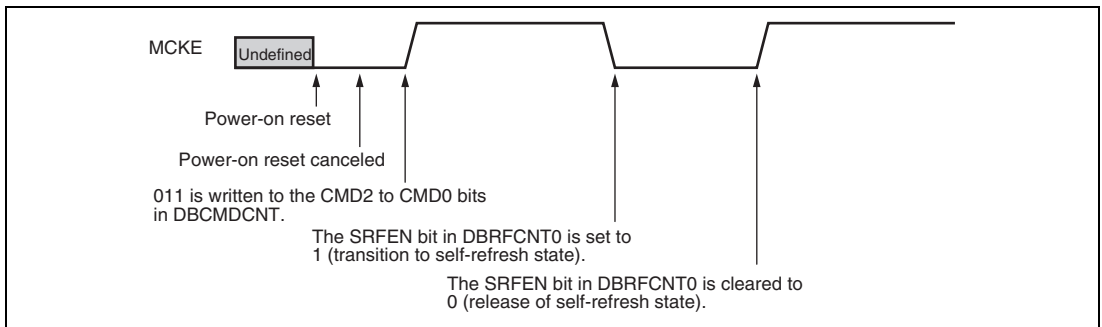 MCKE
Undefined
Power-on reset
Power-on reset canceled
011 is written to the CMD2 to CMD0 bits
in DBCMDCNT.
The SRFEN bit in DBRFCNT0 is set to
1 (transition to self-refresh state).
The SRFEN bit in DBRFCNT0 is cleared to
0 (release of self-refresh state).